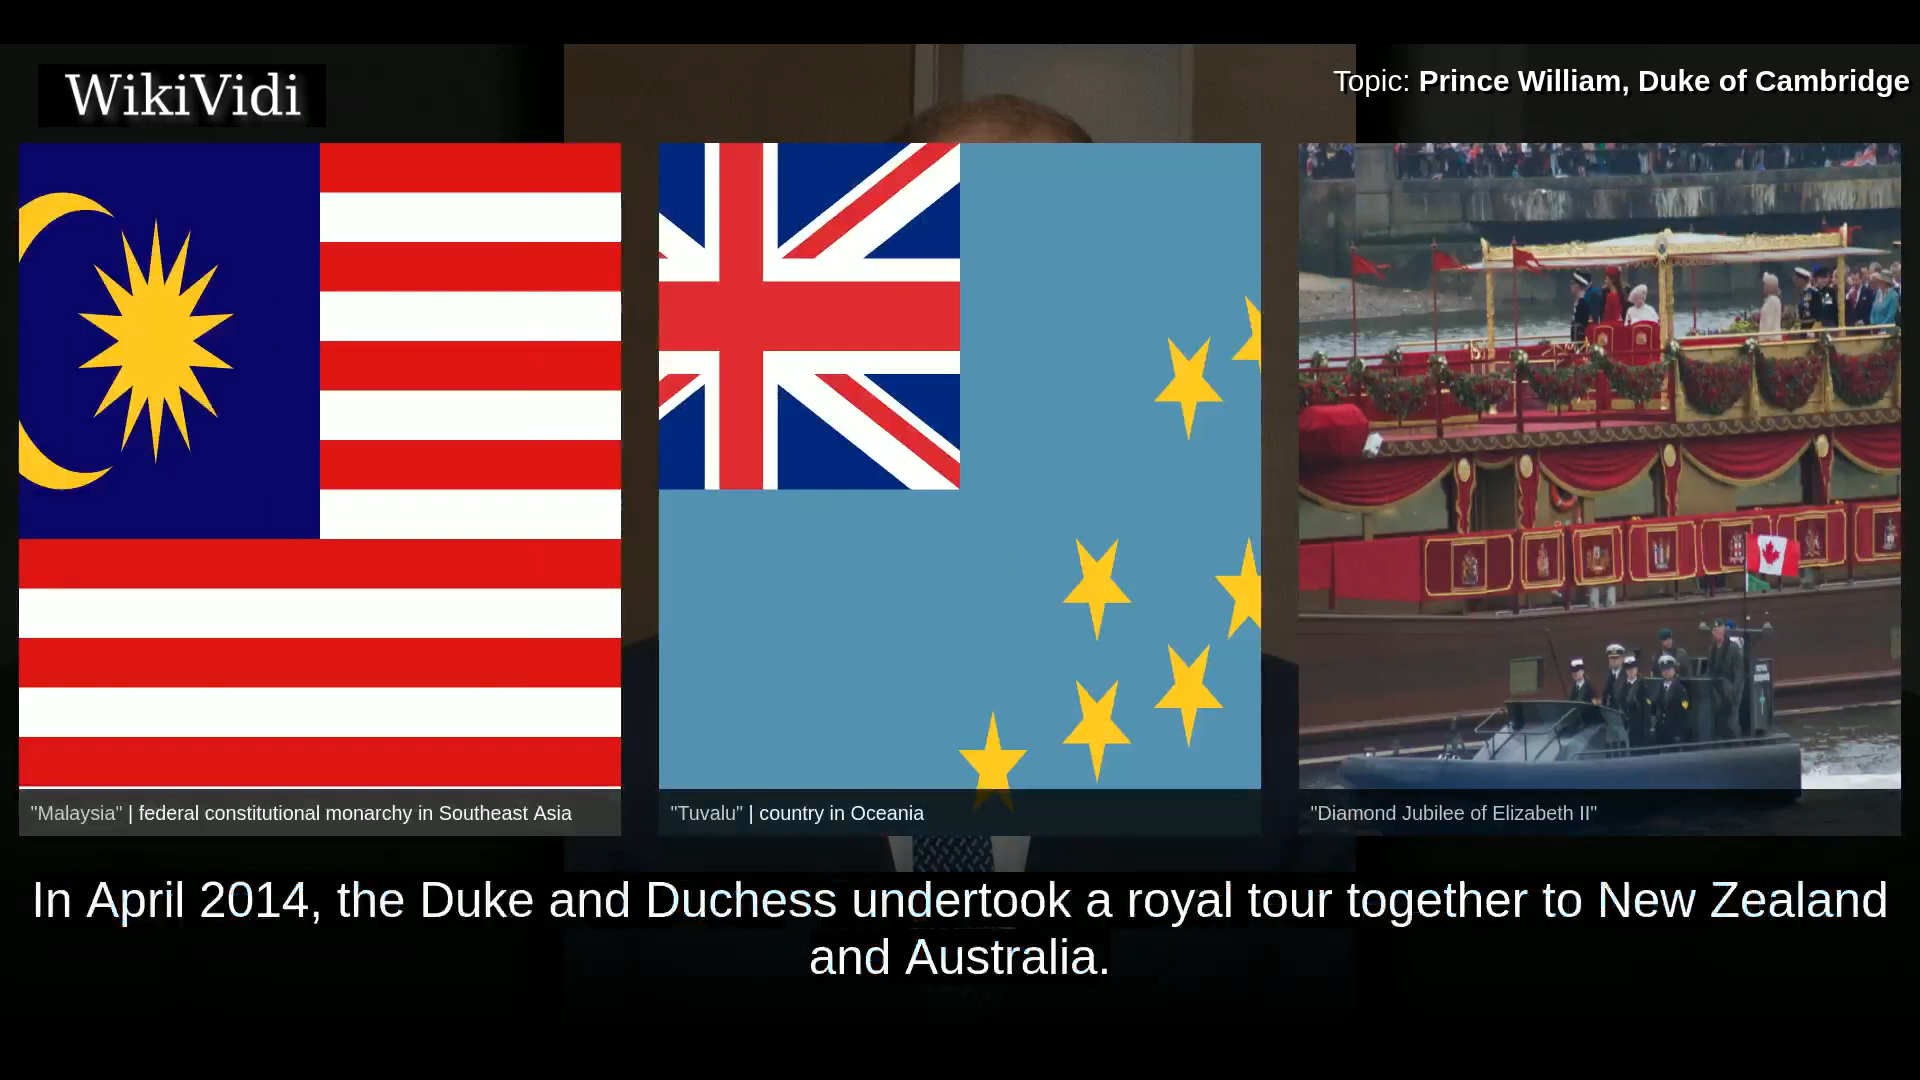 WikiVidi
Topic: Prince William, Duke of Cambridge
"Malaysia" | federal constitutional monarchy in Southeast Asia
"Tuvalu" | country in Oceania
"Diamond Jubilee of Elizabeth II"
In April 2014, the Duke and Duchess undertook a royal tour together to New Zealand
and Australia.